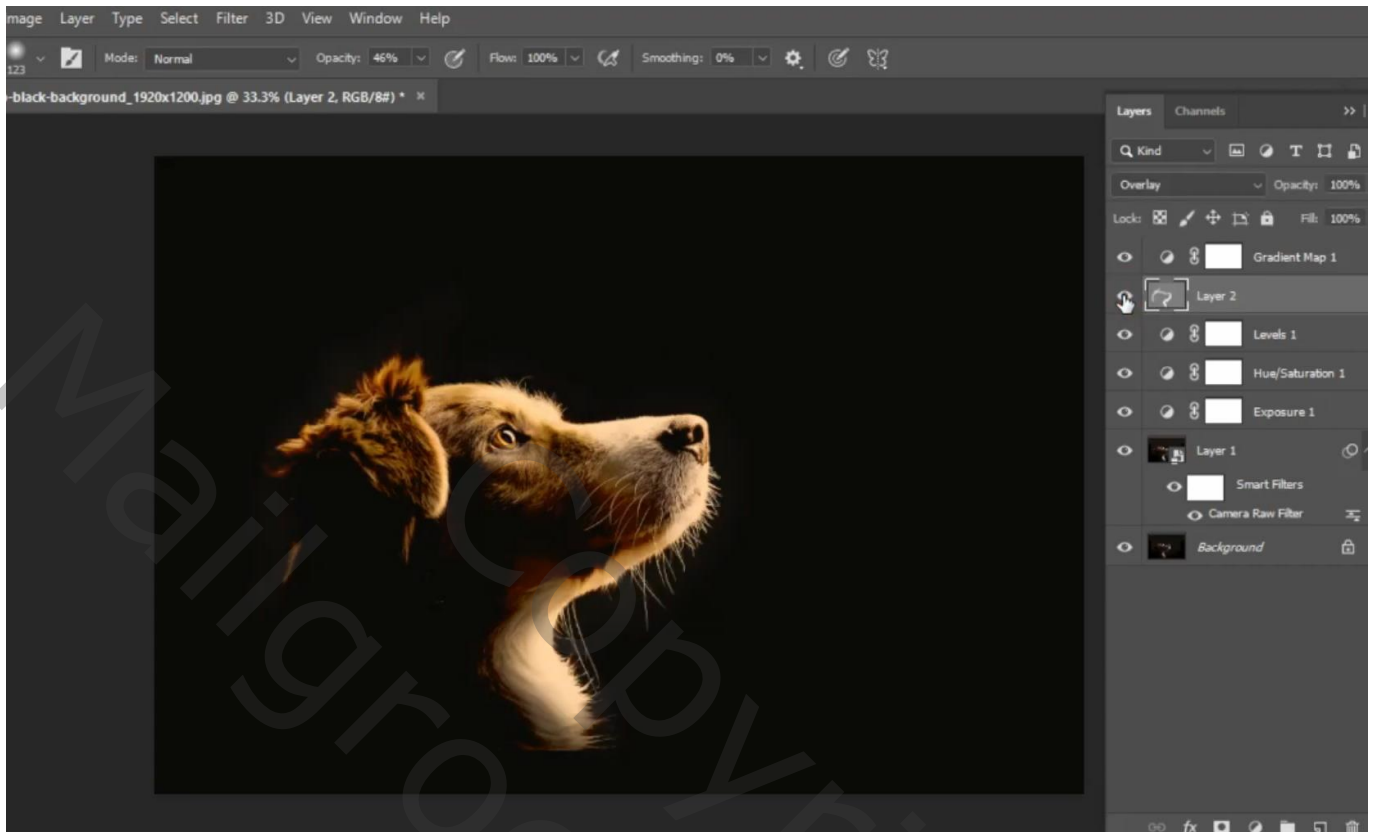 mage Layer Type Select Filter 3D View Window Help
123 Mode: Normal Opacity: 46% Flow: 100% Smoothing: 0%
-black-background_1920x1200.jpg @ 33.3% (Layer 2, RGB/8#) * ×
Layers Channels >>
Kind T
Overlay Opacity: 100%
Lock: Fill: 100%
Gradient Map 1
Layer 2
Levels 1
Hue/Saturation 1
Exposure 1
Layer 1
Smart Filters
Camera Raw Filter
Background
fx